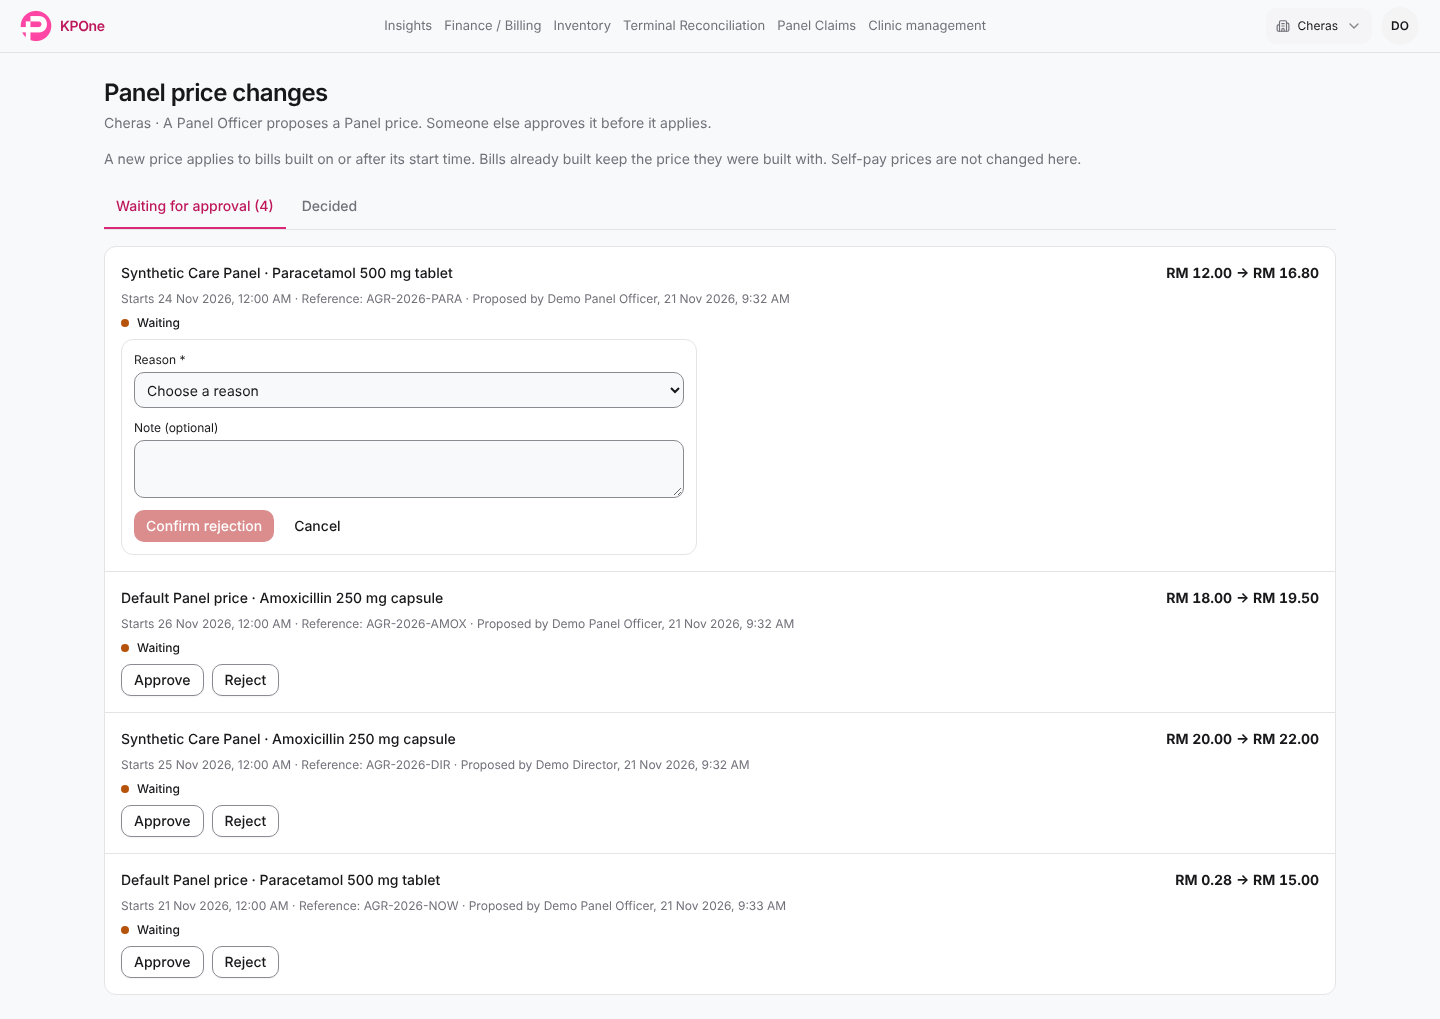 KPOne
Insights Finance / Billing Inventory Terminal Reconciliation Panel Claims Clinic management
Cheras
DO
Panel price changes
Cheras · A Panel Officer proposes a Panel price. Someone else approves it before it applies.
A new price applies to bills built on or after its start time. Bills already built keep the price they were built with. Self-pay prices are not changed here.
Waiting for approval (4) Decided
Synthetic Care Panel · Paracetamol 500 mg tablet RM 12.00 → RM 16.80
Starts 24 Nov 2026, 12:00 AM · Reference: AGR-2026-PARA · Proposed by Demo Panel Officer, 21 Nov 2026, 9:32 AM
Waiting
Reason *
Choose a reason
Note (optional)
Confirm rejection Cancel
Default Panel price · Amoxicillin 250 mg capsule RM 18.00 → RM 19.50
Starts 26 Nov 2026, 12:00 AM · Reference: AGR-2026-AMOX · Proposed by Demo Panel Officer, 21 Nov 2026, 9:32 AM
Waiting
Approve Reject
Synthetic Care Panel · Amoxicillin 250 mg capsule RM 20.00 → RM 22.00
Starts 25 Nov 2026, 12:00 AM · Reference: AGR-2026-DIR · Proposed by Demo Director, 21 Nov 2026, 9:32 AM
Waiting
Approve Reject
Default Panel price · Paracetamol 500 mg tablet RM 0.28 → RM 15.00
Starts 21 Nov 2026, 12:00 AM · Reference: AGR-2026-NOW · Proposed by Demo Panel Officer, 21 Nov 2026, 9:33 AM
Waiting
Approve Reject